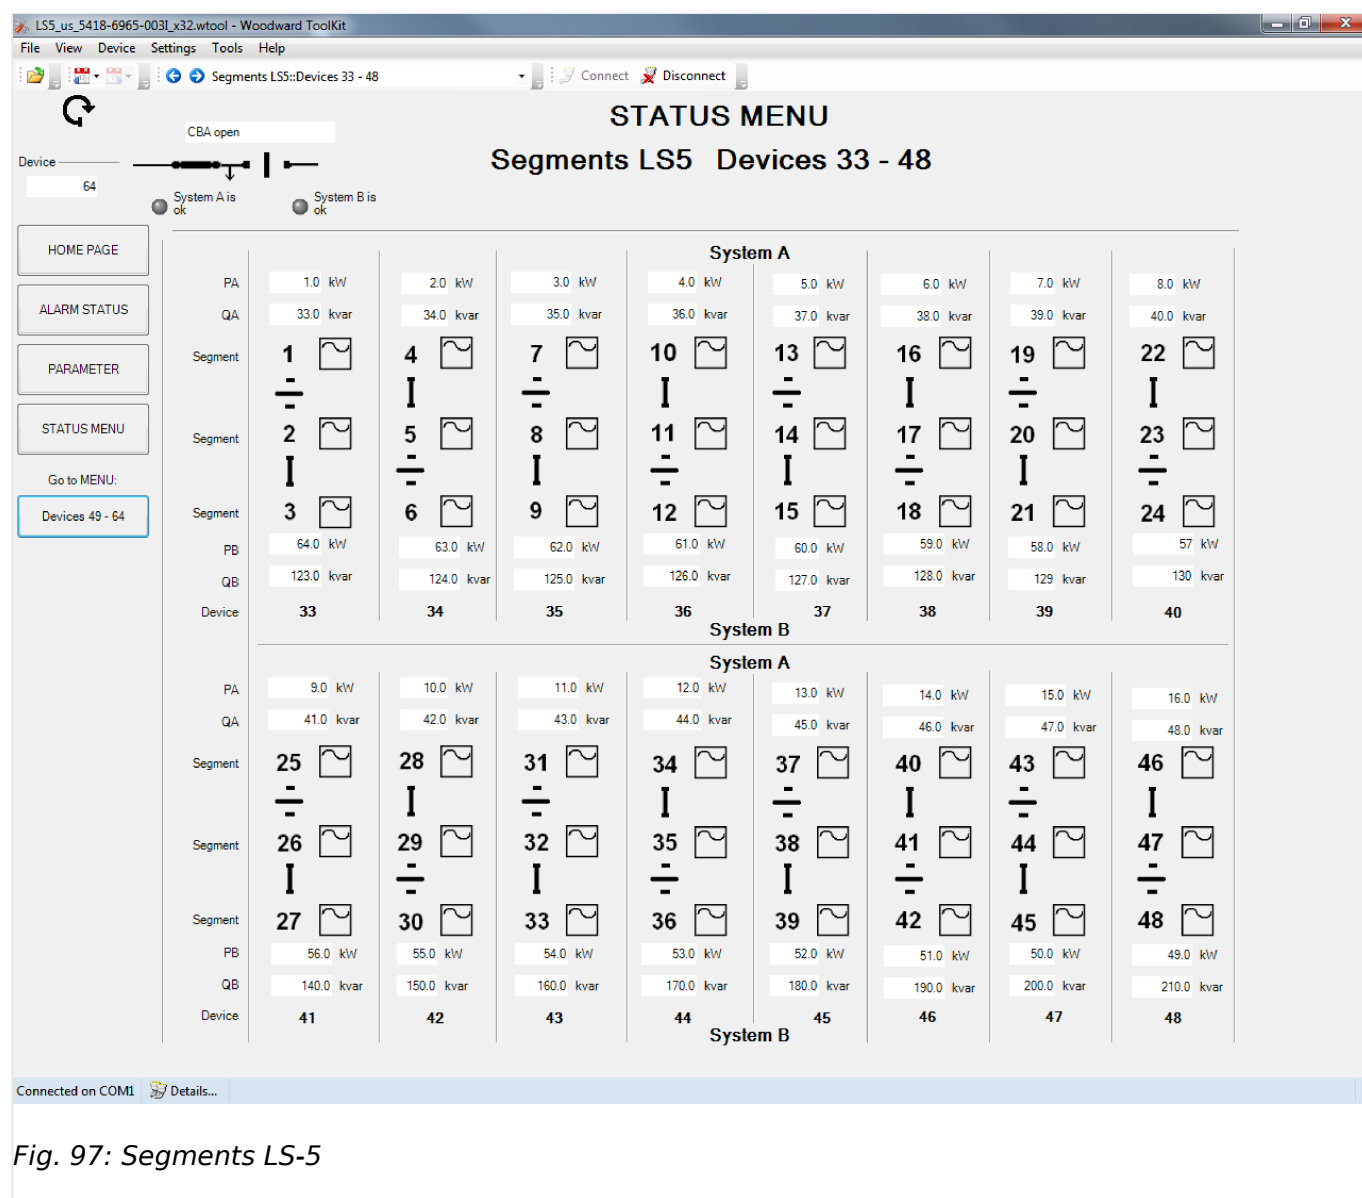 LS5_us_5418-6965-003I_x32.wtool - Woodward ToolKit
File View Device Settings Tools Help
Segments LS5::Devices 33 - 48 Connect Disconnect
STATUS MENU
CBA open
Segments LS5 Devices 33 - 48
Device
64
System A is ok System B is ok
HOME PAGE
ALARM STATUS
PARAMETER
STATUS MENU
Go to MENU:
Devices 49 - 64
System A
PA 1.0 kW 2.0 kW 3.0 kW 4.0 kW 5.0 kW 6.0 kW 7.0 kW 8.0 kW
QA 33.0 kvar 34.0 kvar 35.0 kvar 36.0 kvar 37.0 kvar 38.0 kvar 39.0 kvar 40.0 kvar
Segment 1 4 7 10 13 16 19 22
Segment 2 5 8 11 14 17 20 23
Segment 3 6 9 12 15 18 21 24
PB 64.0 kW 63.0 kW 62.0 kW 61.0 kW 60.0 kW 59.0 kW 58.0 kW 57 kW
QB 123.0 kvar 124.0 kvar 125.0 kvar 126.0 kvar 127.0 kvar 128.0 kvar 129 kvar 130 kvar
Device 33 34 35 36 37 38 39 40
System B
System A
PA 9.0 kW 10.0 kW 11.0 kW 12.0 kW 13.0 kW 14.0 kW 15.0 kW 16.0 kW
QA 41.0 kvar 42.0 kvar 43.0 kvar 44.0 kvar 45.0 kvar 46.0 kvar 47.0 kvar 48.0 kvar
Segment 25 28 31 34 37 40 43 46
Segment 26 29 32 35 38 41 44 47
Segment 27 30 33 36 39 42 45 48
PB 56.0 kW 55.0 kW 54.0 kW 53.0 kW 52.0 kW 51.0 kW 50.0 kW 49.0 kW
QB 140.0 kvar 150.0 kvar 160.0 kvar 170.0 kvar 180.0 kvar 190.0 kvar 200.0 kvar 210.0 kvar
Device 41 42 43 44 45 46 47 48
System B
Connected on COM1 Details...
Fig. 97: Segments LS-5